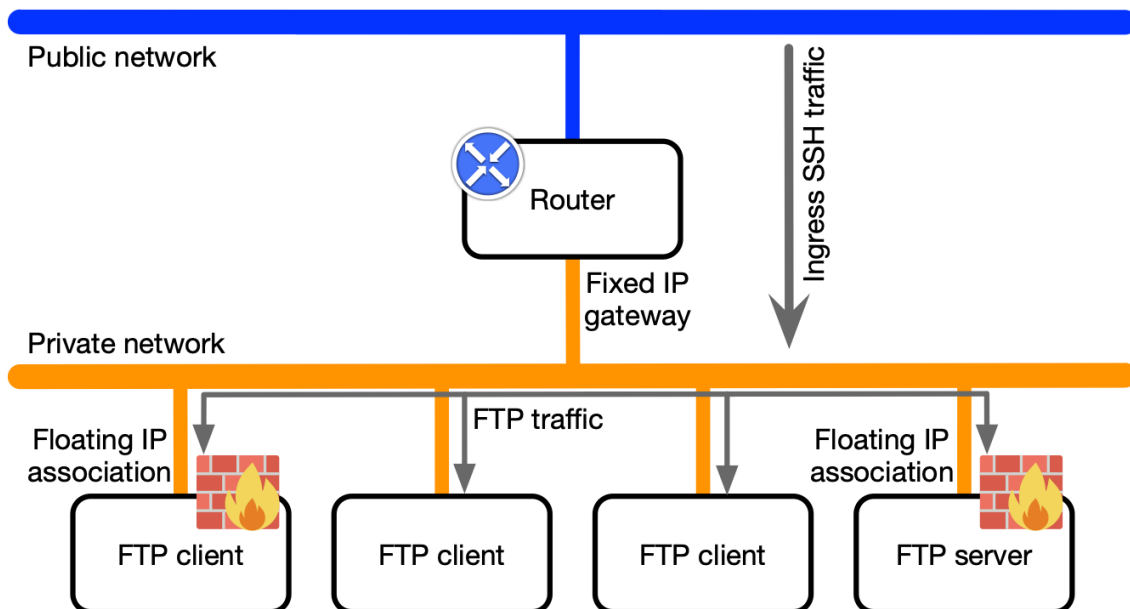 Public network
Ingress SSH traffic
Router
Fixed IP
gateway
Private network
FTP traffic
Floating IP
association
Floating IP
association
FTP client
FTP client
FTP client
FTP server